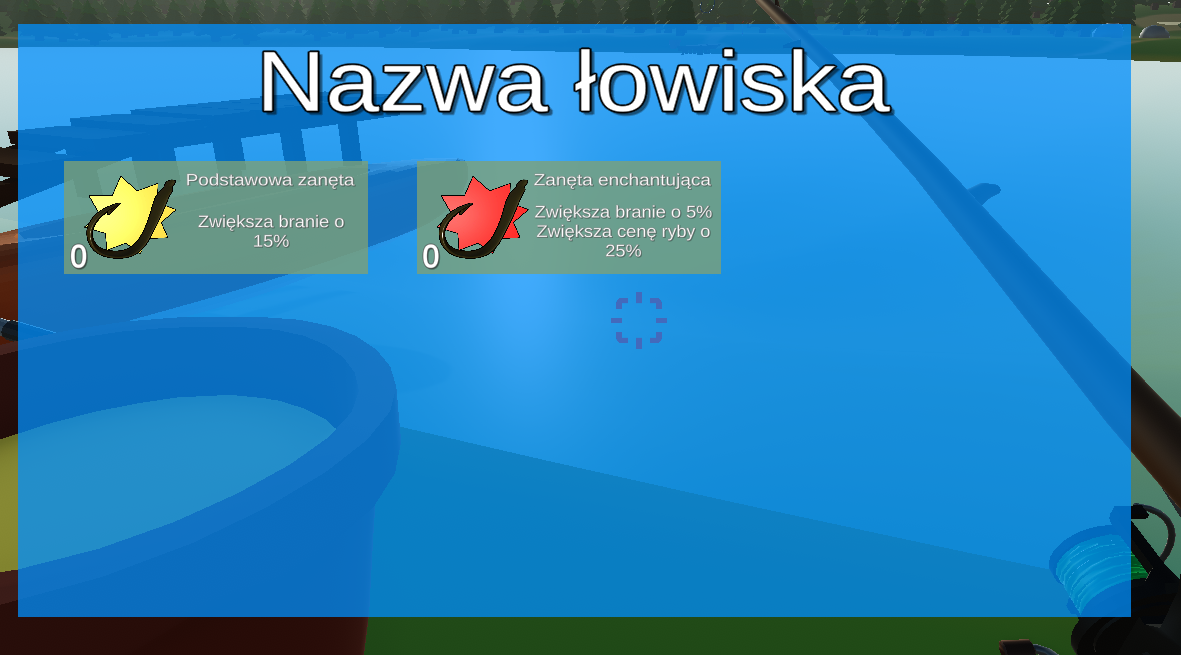 Nazwa łowiska
Podstawowa zanęta
Zwiększa branie o
15%
0
Zanęta enchantująca
Zwiększa branie o 5%
Zwiększa cenę ryby o
25%
0